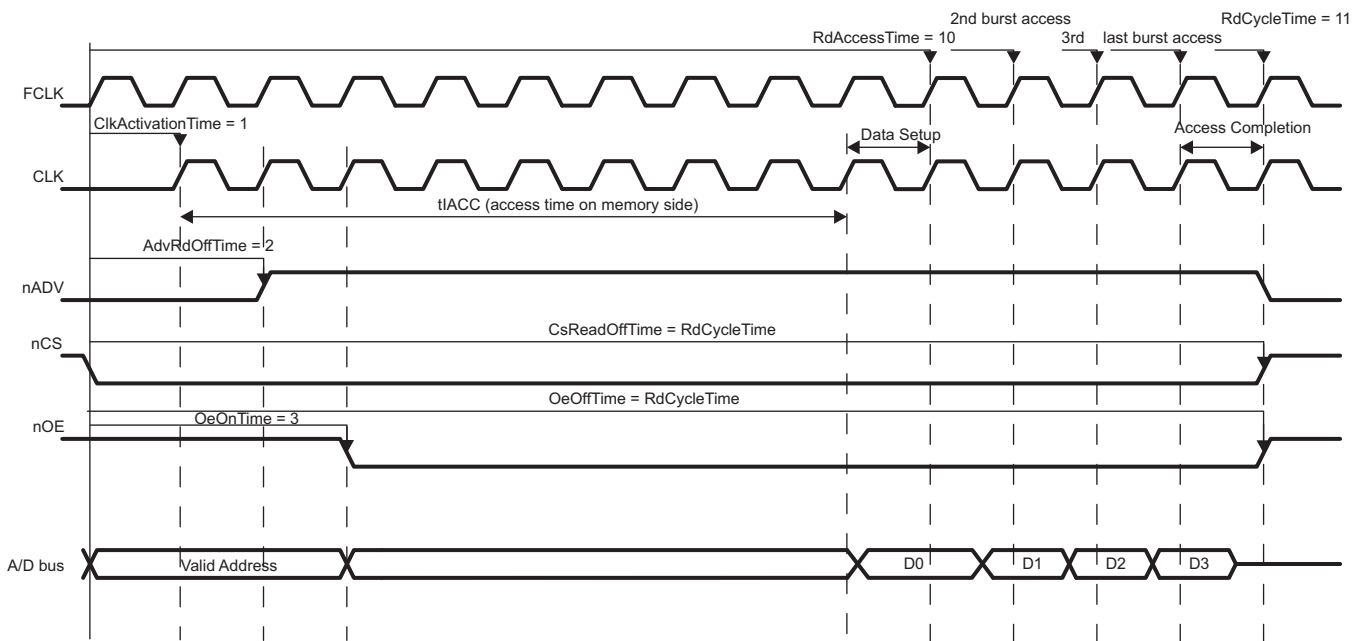 2nd burst access
RdCycleTime = 11
RdAccessTime = 10
3rd
last burst access
FCLK
ClkActivationTime = 1
Data Setup
Access Completion
CLK
tIACC (access time on memory side)
AdvRdOffTime = 2
nADV
CsReadOffTime = RdCycleTime
nCS
OeOffTime = RdCycleTime
OeOnTime = 3
nOE
A/D bus
Valid Address
D0
D1
D2
D3